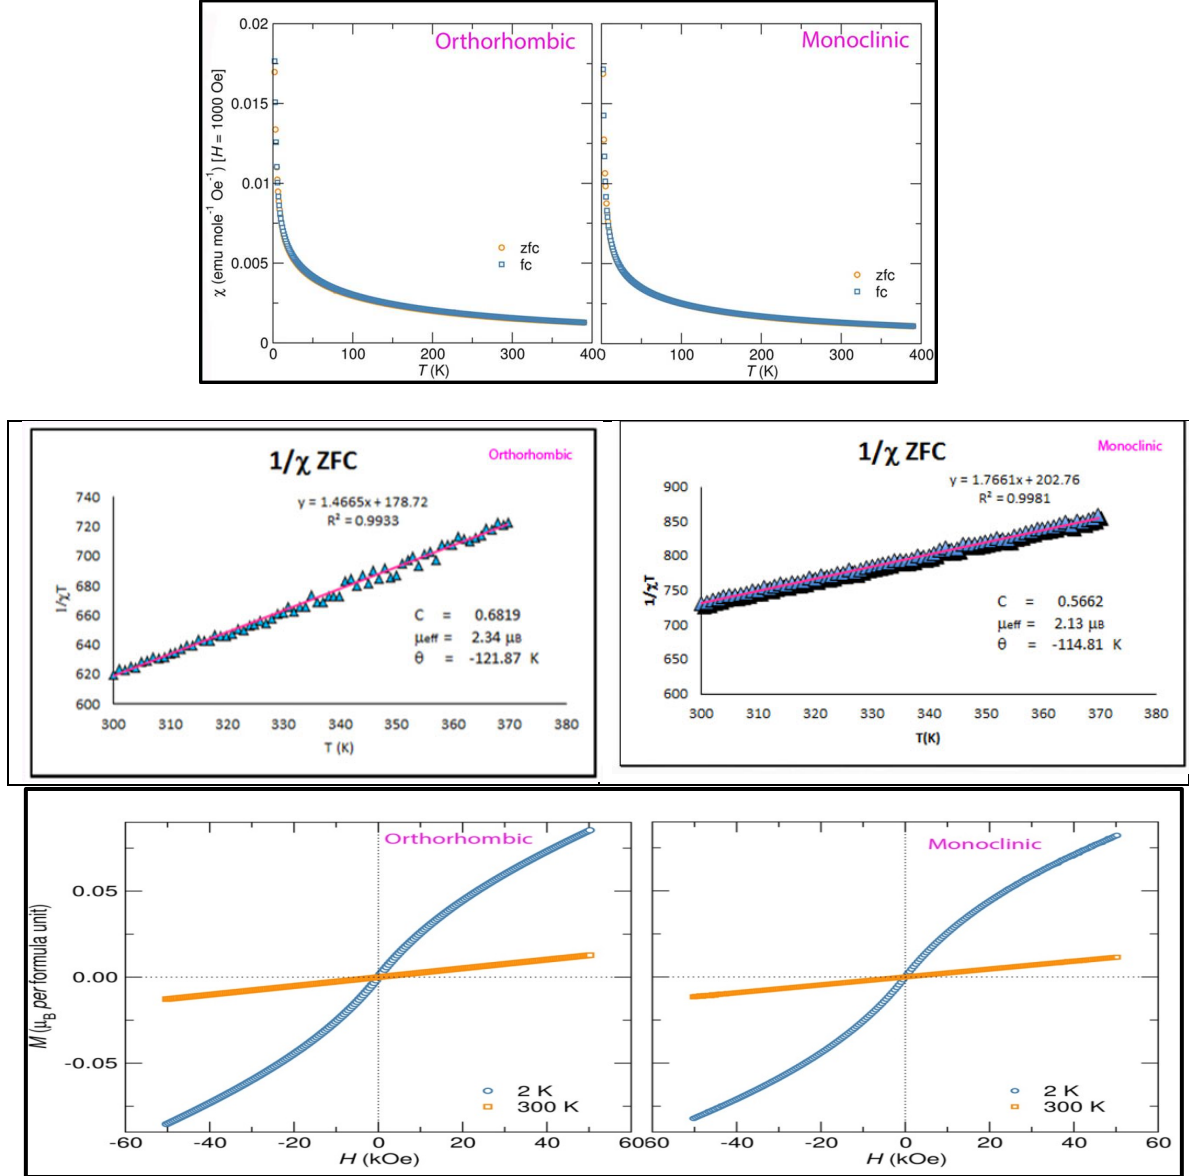 Orthorhombic
Monoclinic
χ (emu mole⁻¹ Oe⁻¹) [H = 1000 Oe]
0.02
0.015
0.01
0.005
0
zfc
fc
zfc
fc
0 100 200 300 400
100 200 300 400
T (K)
T (K)
1/χ ZFC
Orthorhombic
y = 1.4665x + 178.72
R² = 0.9933
1/χT
740
720
700
680
660
640
620
600
C = 0.6819
μeff = 2.34 μB
θ = -121.87 K
300 310 320 330 340 350 360 370 380
T (K)
1/χ ZFC
Monoclinic
y = 1.7661x + 202.76
R² = 0.9981
1/χT
900
850
800
750
700
650
600
C = 0.5662
μeff = 2.13 μB
θ = -114.81 K
300 310 320 330 340 350 360 370 380
T(K)
Orthorhombic
Monoclinic
M (μB per formula unit)
0.05
0.00
-0.05
2 K
300 K
2 K
300 K
-60 -40 -20 0 20 40 60
60 -40 -20 0 20 40 60
H (kOe)
H (kOe)